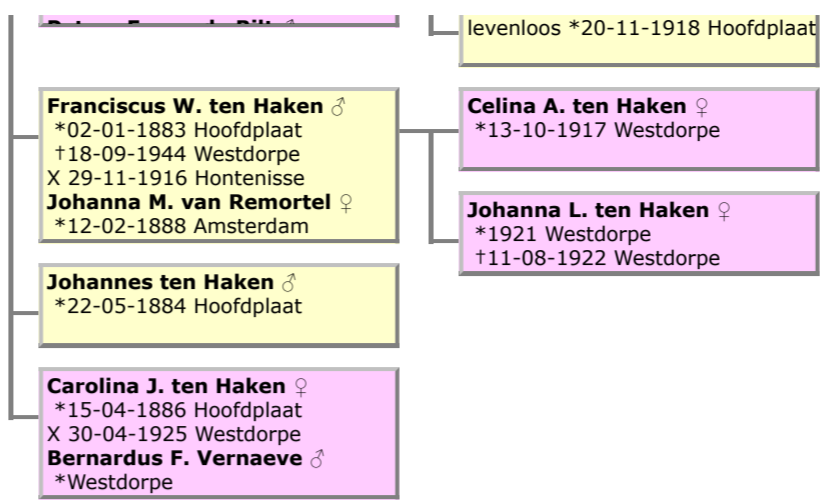 levenloos *20-11-1918 Hoofdplaat
Franciscus W. ten Haken ♂
*02-01-1883 Hoofdplaat
†18-09-1944 Westdorpe
X 29-11-1916 Hontenisse
Johanna M. van Remortel ♀
*12-02-1888 Amsterdam
Celina A. ten Haken ♀
*13-10-1917 Westdorpe
Johanna L. ten Haken ♀
*1921 Westdorpe
†11-08-1922 Westdorpe
Johannes ten Haken ♂
*22-05-1884 Hoofdplaat
Carolina J. ten Haken ♀
*15-04-1886 Hoofdplaat
X 30-04-1925 Westdorpe
Bernardus F. Vernaeve ♂
*Westdorpe